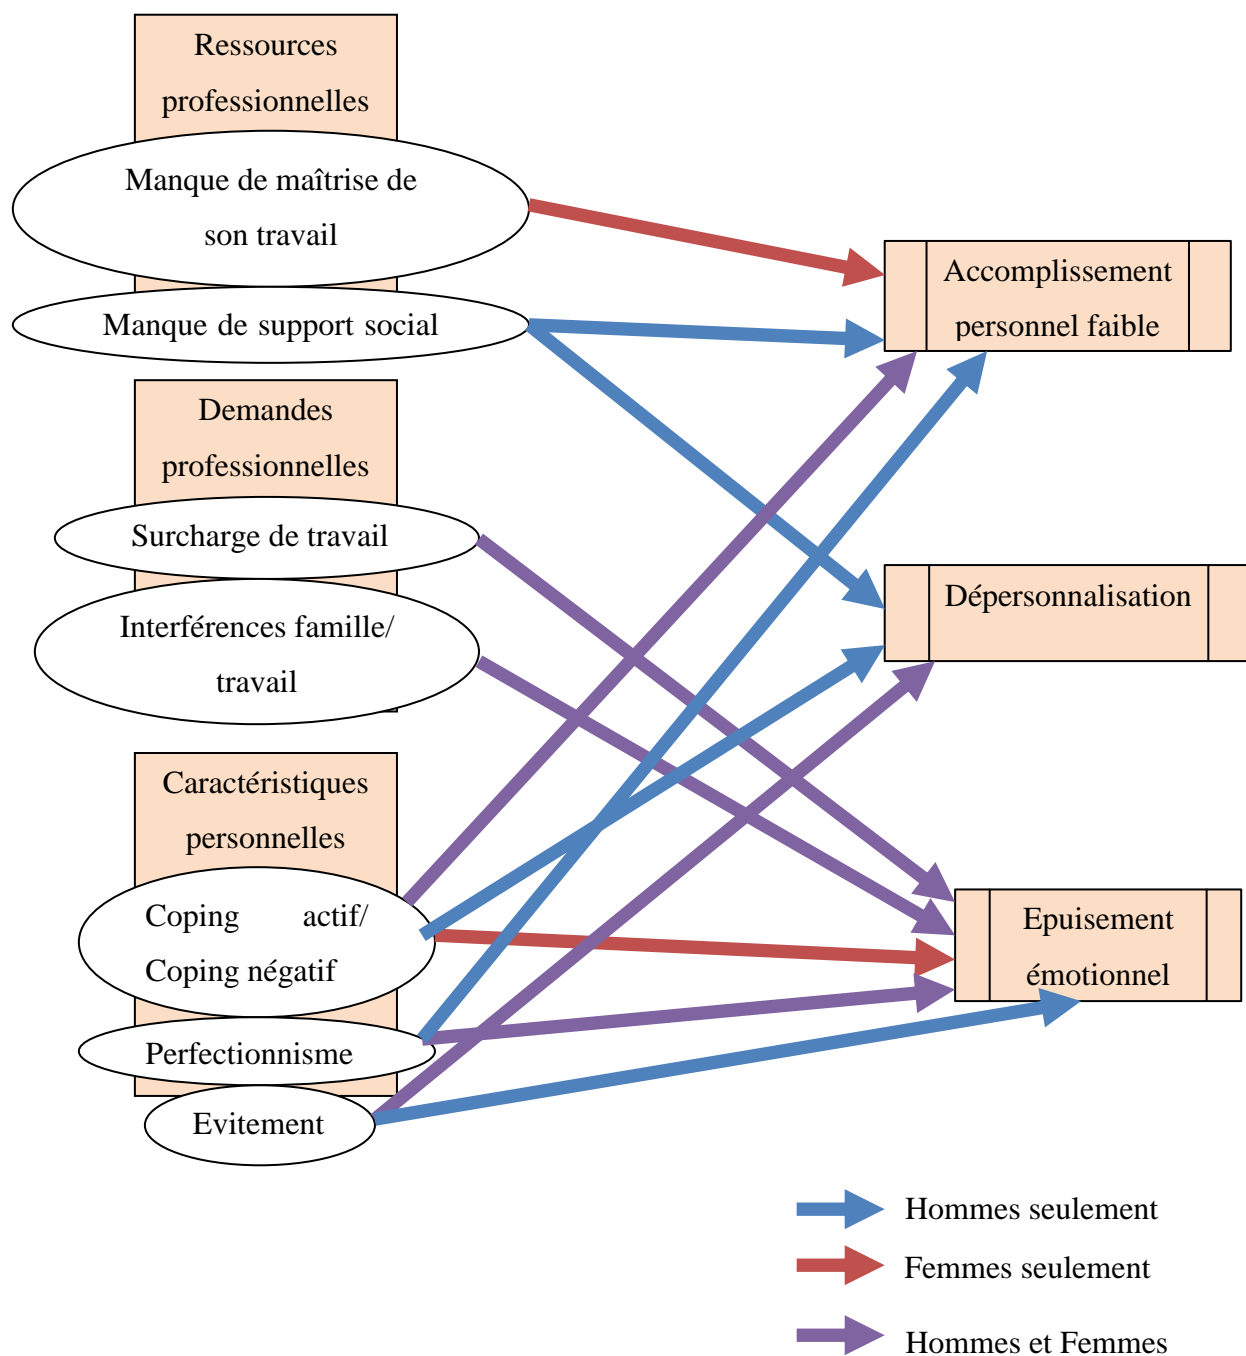 Ressources
professionnelles
Manque de maîtrise de
son travail
Manque de support social
Demandes
professionnelles
Surcharge de travail
Interférences famille/
travail
Caractéristiques
personnelles
Coping actif/
Coping négatif
Perfectionnisme
Evitement
Accomplissement
personnel faible
Dépersonnalisation
Epuisement
émotionnel
Hommes seulement
Femmes seulement
Hommes et Femmes